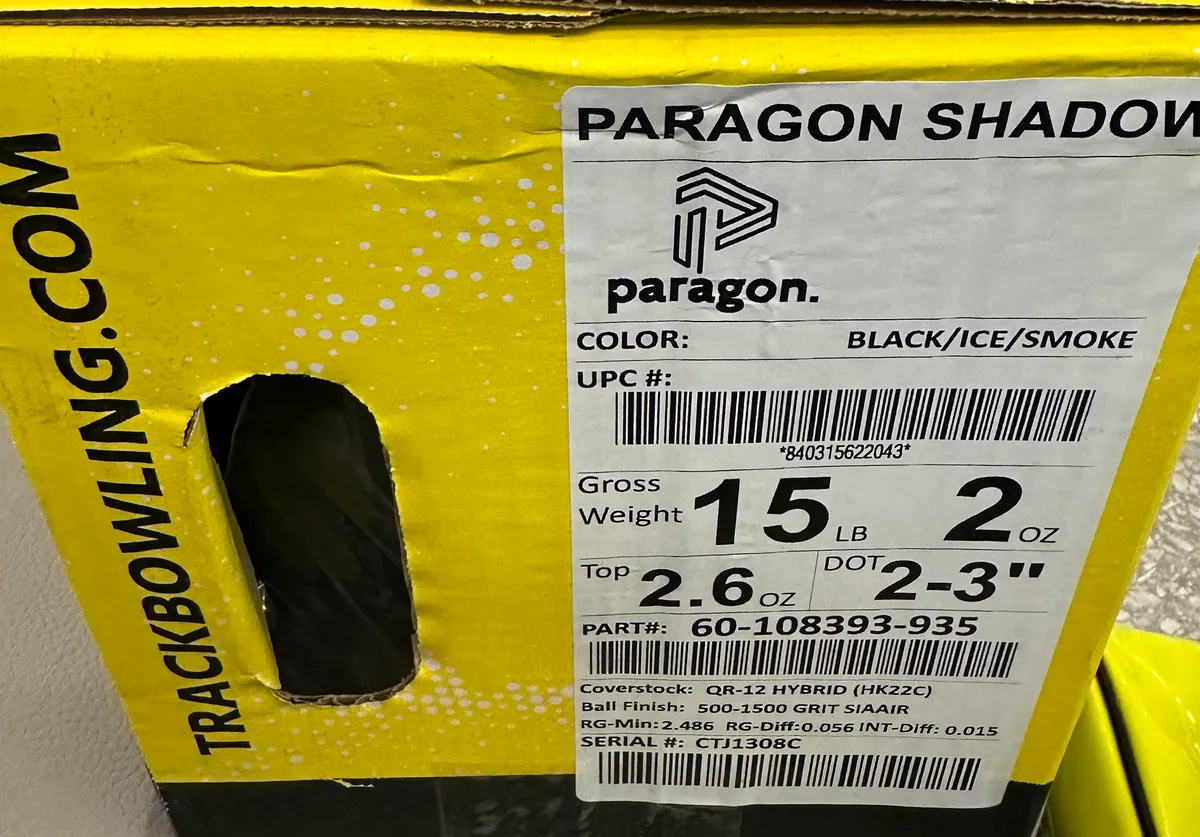 TRACKBOWLING.COM
PARAGON SHADOW
paragon.
COLOR: BLACK/ICE/SMOKE
UPC #:
*840315622043*
Gross Weight 15 LB 2 OZ
Top 2.6 OZ DOT 2-3"
PART#: 60-108393-935
Coverstock: QR-12 HYBRID (HK22C)
Ball Finish: 500-1500 GRIT SIAAIR
RG-Min: 2.486 RG-Diff: 0.056 INT-Diff: 0.015
SERIAL #: CTJ1308C